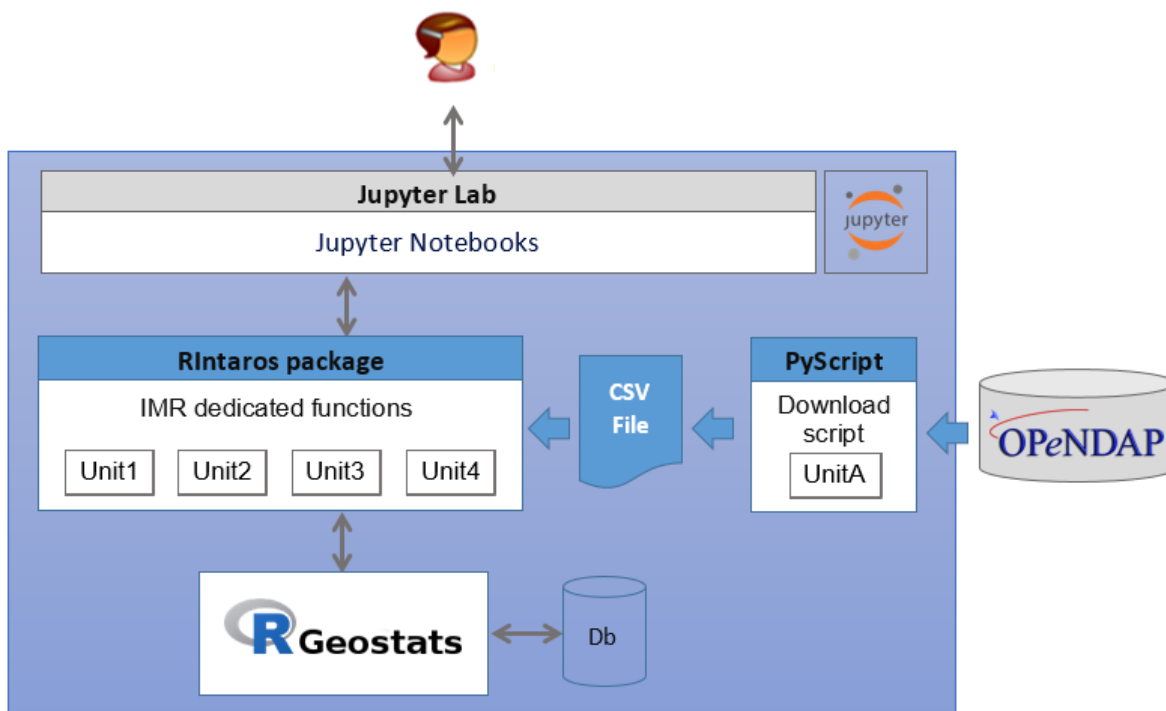 Jupyter Lab
Jupyter Notebooks
jupyter
RIntaros package
IMR dedicated functions
Unit1
Unit2
Unit3
Unit4
CSV
File
PyScript
Download
script
UnitA
OPeNDAP
R Geostats
Db